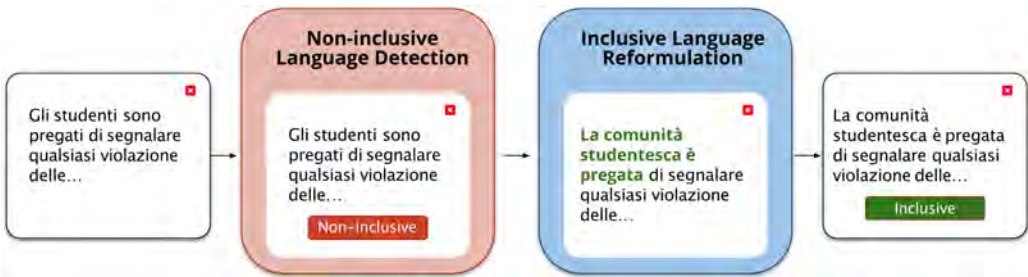 Gli studenti sono
pregati di segnalare
qualsiasi violazione
delle…
Non-inclusive
Language Detection
Gli studenti sono
pregati di segnalare
qualsiasi violazione
delle…
Non-inclusive
Inclusive Language
Reformulation
La comunità
studentesca è
pregata di segnalare
qualsiasi violazione
delle…
La comunità
studentesca è pregata
di segnalare qualsiasi
violazione delle…
Inclusive